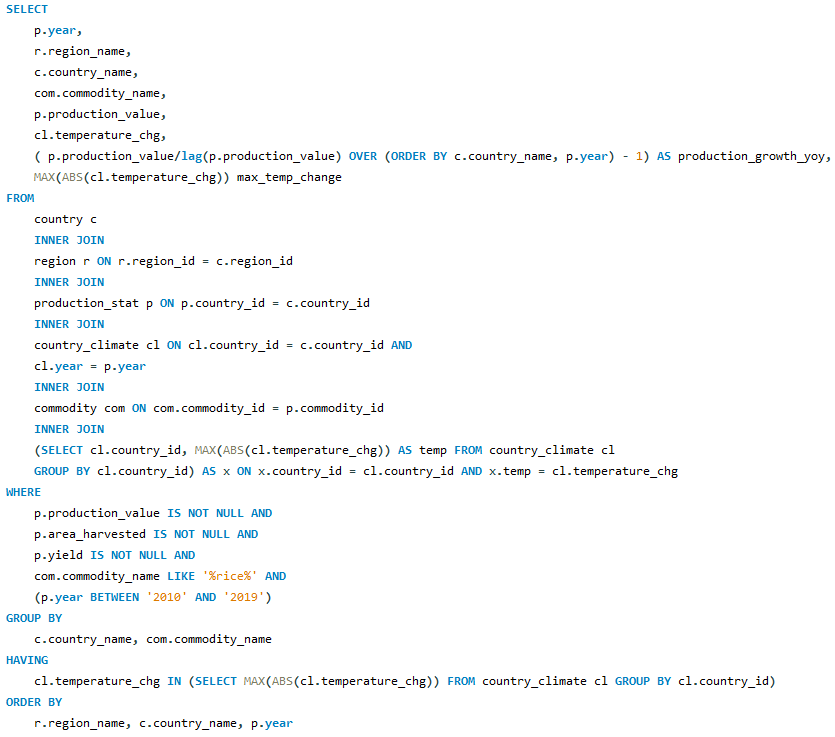 SELECT
p.year,
r.region_name,
c.country_name,
com.commodity_name,
p.production_value,
cl.temperature_chg,
( p.production_value/lag(p.production_value) OVER (ORDER BY c.country_name, p.year) - 1) AS production_growth_yoy,
MAX(ABS(cl.temperature_chg)) max_temp_change
FROM
country c
INNER JOIN
region r ON r.region_id = c.region_id
INNER JOIN
production_stat p ON p.country_id = c.country_id
INNER JOIN
country_climate cl ON cl.country_id = c.country_id AND
cl.year = p.year
INNER JOIN
commodity com ON com.commodity_id = p.commodity_id
INNER JOIN
(SELECT cl.country_id, MAX(ABS(cl.temperature_chg)) AS temp FROM country_climate cl
GROUP BY cl.country_id) AS x ON x.country_id = cl.country_id AND x.temp = cl.temperature_chg
WHERE
p.production_value IS NOT NULL AND
p.area_harvested IS NOT NULL AND
p.yield IS NOT NULL AND
com.commodity_name LIKE '%rice%' AND
(p.year BETWEEN '2010' AND '2019')
GROUP BY
c.country_name, com.commodity_name
HAVING
cl.temperature_chg IN (SELECT MAX(ABS(cl.temperature_chg)) FROM country_climate cl GROUP BY cl.country_id)
ORDER BY
r.region_name, c.country_name, p.year